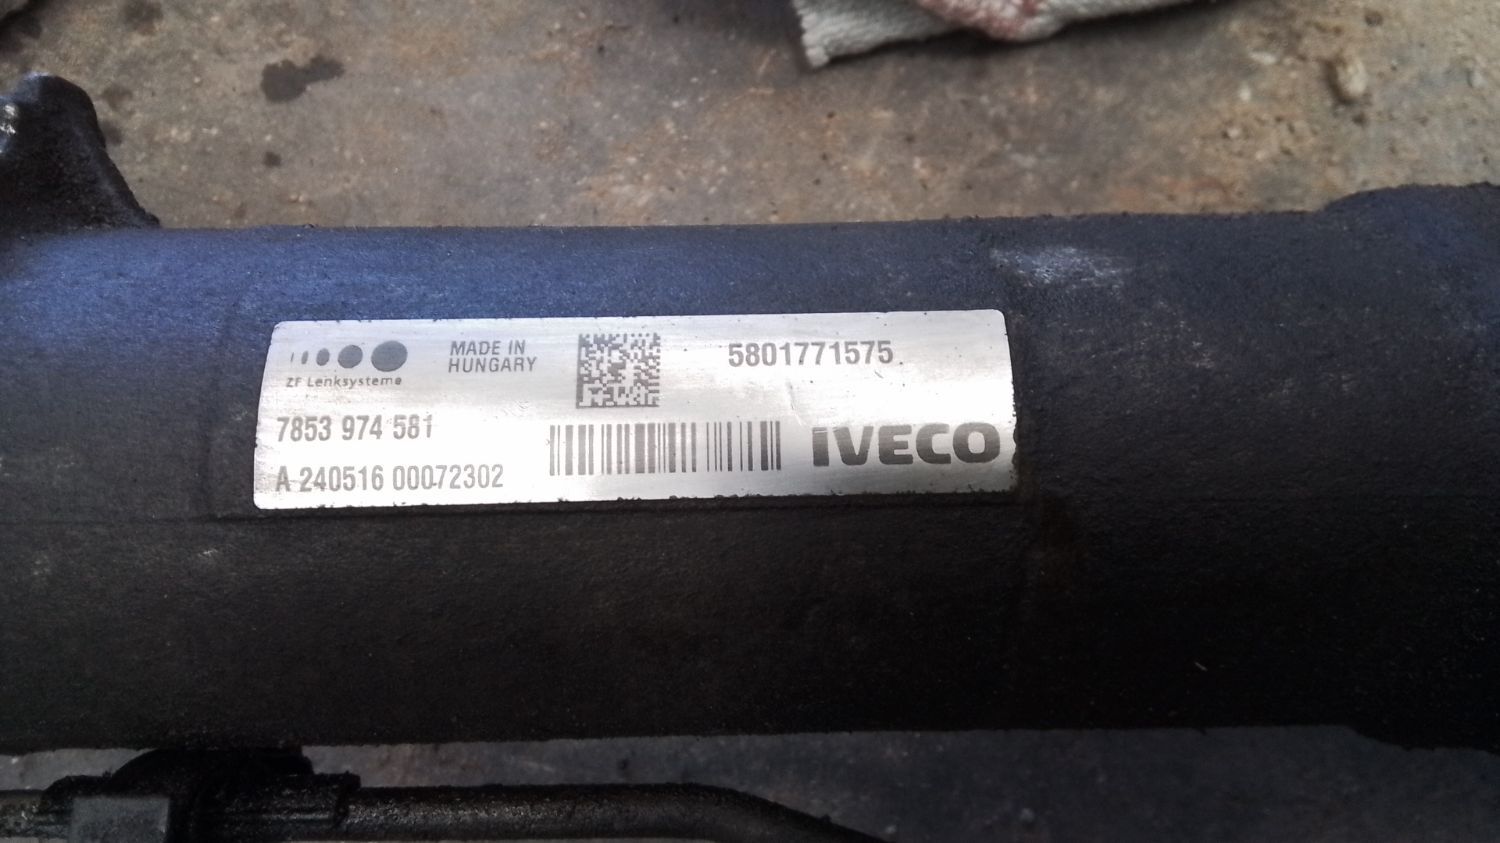 ZF Lenksysteme
MADE IN
HUNGARY
5801771575
7853 974 581
A 240516 00072302
IVECO